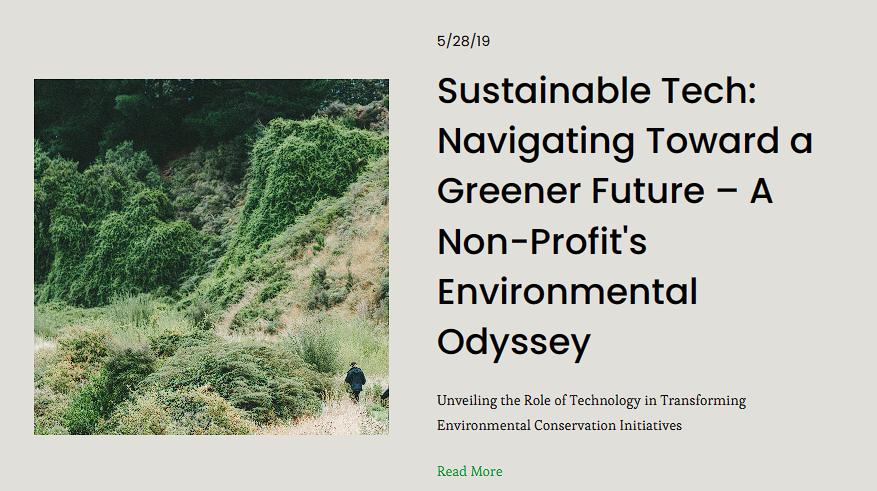 5/28/19
Sustainable Tech:
Navigating Toward a
Greener Future – A
Non-Profit's
Environmental
Odyssey
Unveiling the Role of Technology in Transforming
Environmental Conservation Initiatives
Read More